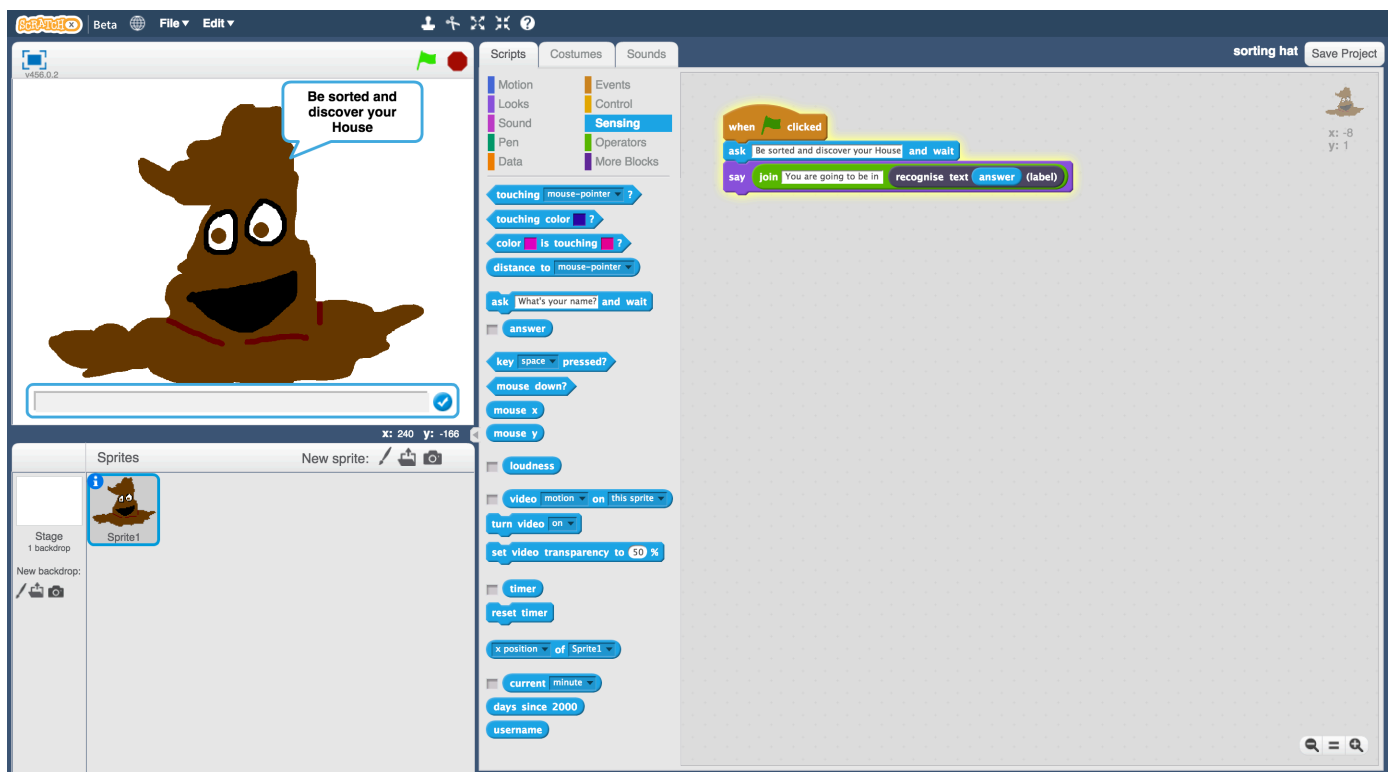 SCRATCHX Beta File Edit
v456.0.2
Be sorted and
discover your
House
x: 240 y: -166
Sprites New sprite:
Stage
1 backdrop
New backdrop:
Sprite1
Scripts Costumes Sounds
sorting hat Save Project
Motion Events
Looks Control
Sound Sensing
Pen Operators
Data More Blocks
touching mouse-pointer ?
touching color ?
color is touching ?
distance to mouse-pointer
ask What's your name? and wait
answer
key space pressed?
mouse down?
mouse x
mouse y
loudness
video motion on this sprite
turn video on
set video transparency to 50 %
timer
reset timer
x position of Sprite1
current minute
days since 2000
username
when clicked
ask Be sorted and discover your House and wait
say join You are going to be in recognise text answer (label)
x: -8
y: 1